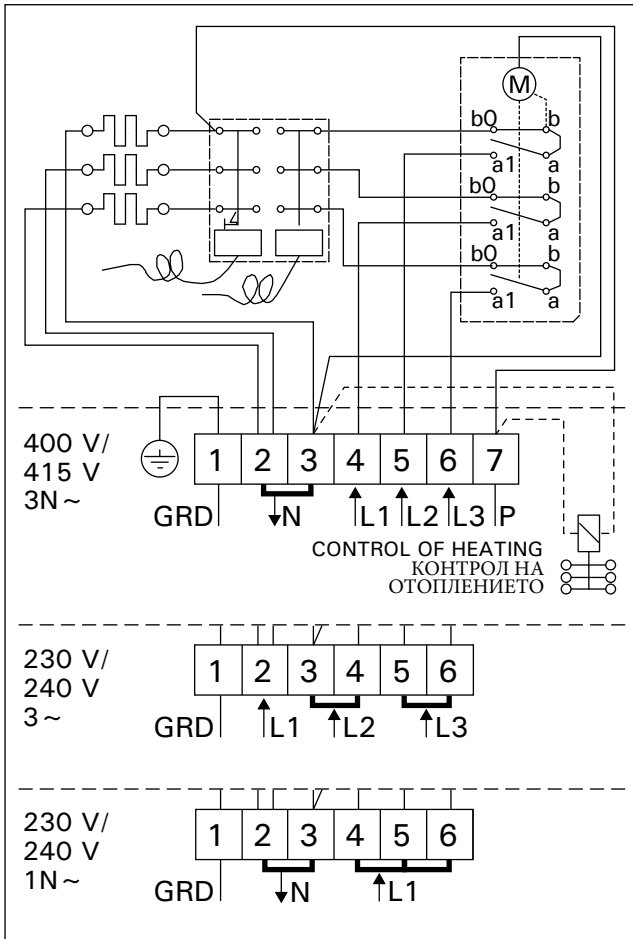 M
b0 b
a1 a
b0 b
a1 a
b0 b
a1 a
400 V/
415 V
3N~
1 2 3 4 5 6 7
GRD N L1 L2 L3 P
CONTROL OF HEATING
КОНТРОЛ НА
ОТОПЛЕНИЕТО
230 V/
240 V
3~
1 2 3 4 5 6
GRD L1 L2 L3
230 V/
240 V
1N~
1 2 3 4 5 6
GRD N L1